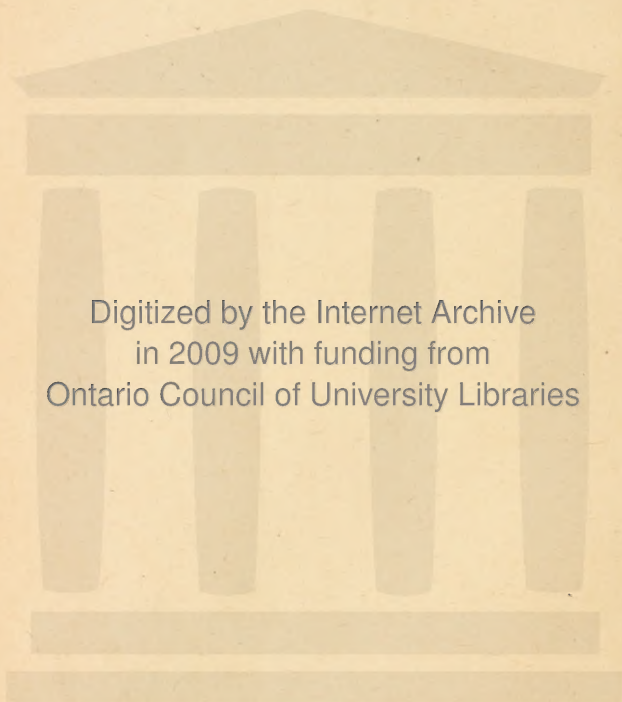 Digitized by the Internet Archive
in 2009 with funding from
Ontario Council of University Libraries